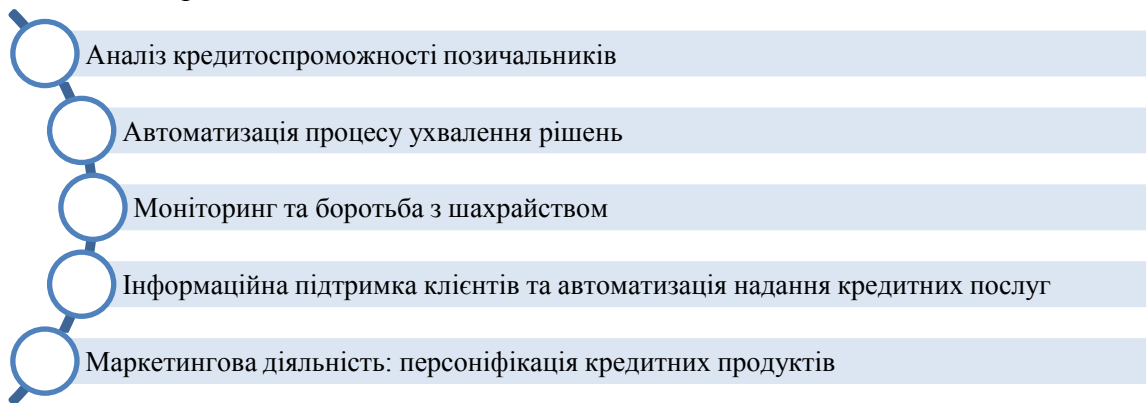 Аналіз кредитоспроможності позичальників
Автоматизація процесу ухвалення рішень
Моніторинг та боротьба з шахрайством
Інформаційна підтримка клієнтів та автоматизація надання кредитних послуг
Маркетингова діяльність: персоніфікація кредитних продуктів